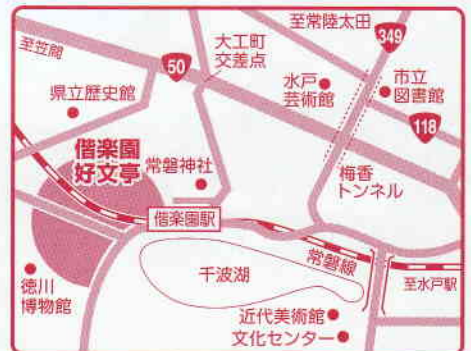 至笠間
50
大工町
交差点
至常陸太田
349
県立歴史館
水戸
芸術館
市立
図書館
118
偕楽園
好文亭
常磐神社
梅香
トンネル
偕楽園駅
千波湖
常磐線
徳川
博物館
至水戸駅
近代美術館
文化センター